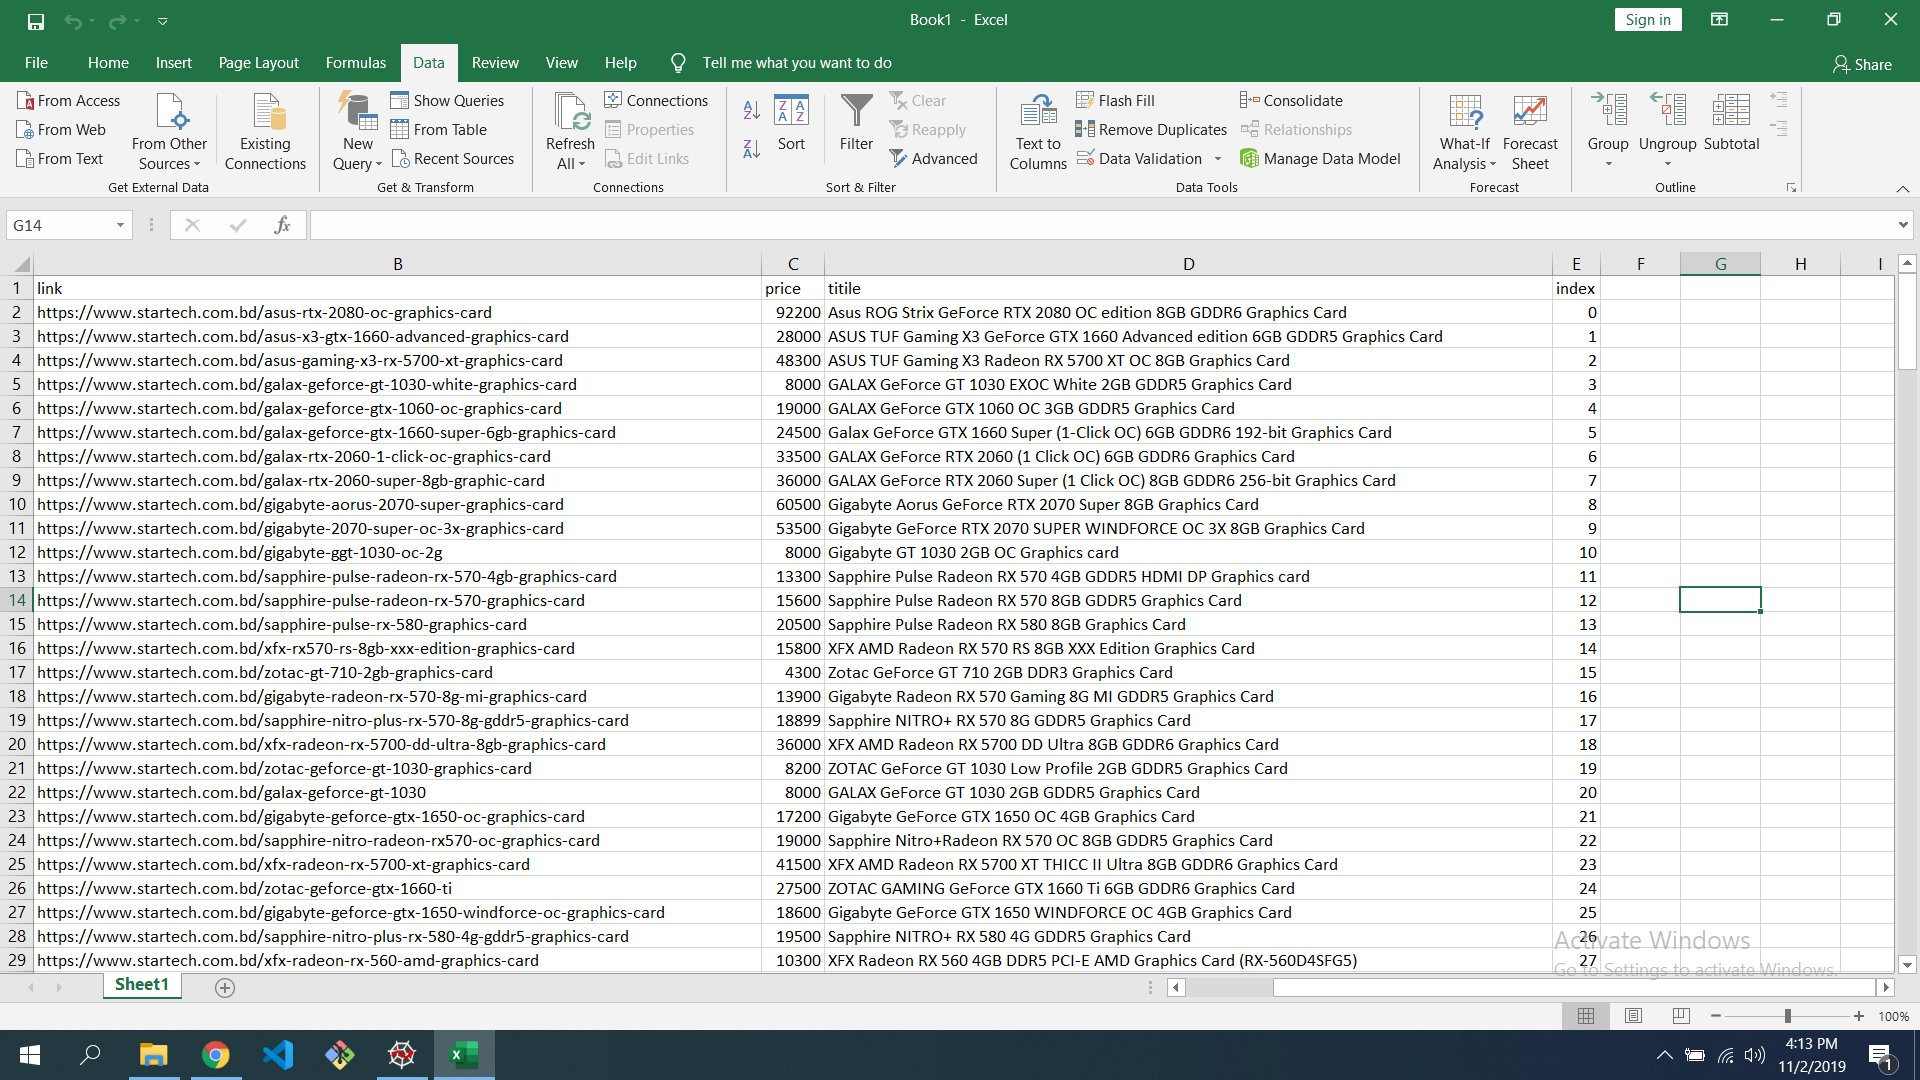 Book1 - Excel
Sign in
File Home Insert Page Layout Formulas Data Review View Help Tell me what you want to do Share
From Access
From Web
From Text
From Other Sources
Existing Connections
Get External Data
New Query
Show Queries
From Table
Recent Sources
Get & Transform
Refresh All
Connections
Properties
Edit Links
Connections
Sort
Filter
Clear
Reapply
Advanced
Sort & Filter
Text to Columns
Flash Fill
Remove Duplicates
Data Validation
Consolidate
Relationships
Manage Data Model
Data Tools
What-If Analysis
Forecast Sheet
Forecast
Group
Ungroup
Subtotal
Outline
G14 fx
B C D E F G H I
1 link price titile index
2 https://www.startech.com.bd/asus-rtx-2080-oc-graphics-card 92200 Asus ROG Strix GeForce RTX 2080 OC edition 8GB GDDR6 Graphics Card 0
3 https://www.startech.com.bd/asus-x3-gtx-1660-advanced-graphics-card 28000 ASUS TUF Gaming X3 GeForce GTX 1660 Advanced edition 6GB GDDR5 Graphics Card 1
4 https://www.startech.com.bd/asus-gaming-x3-rx-5700-xt-graphics-card 48300 ASUS TUF Gaming X3 Radeon RX 5700 XT OC 8GB Graphics Card 2
5 https://www.startech.com.bd/galax-geforce-gt-1030-white-graphics-card 8000 GALAX GeForce GT 1030 EXOC White 2GB GDDR5 Graphics Card 3
6 https://www.startech.com.bd/galax-geforce-gtx-1060-oc-graphics-card 19000 GALAX GeForce GTX 1060 OC 3GB GDDR5 Graphics Card 4
7 https://www.startech.com.bd/galax-geforce-gtx-1660-super-6gb-graphics-card 24500 Galax GeForce GTX 1660 Super (1-Click OC) 6GB GDDR6 192-bit Graphics Card 5
8 https://www.startech.com.bd/galax-rtx-2060-1-click-oc-graphics-card 33500 GALAX GeForce RTX 2060 (1 Click OC) 6GB GDDR6 Graphics Card 6
9 https://www.startech.com.bd/galax-rtx-2060-super-8gb-graphic-card 36000 GALAX GeForce RTX 2060 Super (1 Click OC) 8GB GDDR6 256-bit Graphics Card 7
10 https://www.startech.com.bd/gigabyte-aorus-2070-super-graphics-card 60500 Gigabyte Aorus GeForce RTX 2070 Super 8GB Graphics Card 8
11 https://www.startech.com.bd/gigabyte-2070-super-oc-3x-graphics-card 53500 Gigabyte GeForce RTX 2070 SUPER WINDFORCE OC 3X 8GB Graphics Card 9
12 https://www.startech.com.bd/gigabyte-ggt-1030-oc-2g 8000 Gigabyte GT 1030 2GB OC Graphics card 10
13 https://www.startech.com.bd/sapphire-pulse-radeon-rx-570-4gb-graphics-card 13300 Sapphire Pulse Radeon RX 570 4GB GDDR5 HDMI DP Graphics card 11
14 https://www.startech.com.bd/sapphire-pulse-radeon-rx-570-graphics-card 15600 Sapphire Pulse Radeon RX 570 8GB GDDR5 Graphics Card 12
15 https://www.startech.com.bd/sapphire-pulse-rx-580-graphics-card 20500 Sapphire Pulse Radeon RX 580 8GB Graphics Card 13
16 https://www.startech.com.bd/xfx-rx570-rs-8gb-xxx-edition-graphics-card 15800 XFX AMD Radeon RX 570 RS 8GB XXX Edition Graphics Card 14
17 https://www.startech.com.bd/zotac-gt-710-2gb-graphics-card 4300 Zotac GeForce GT 710 2GB DDR3 Graphics Card 15
18 https://www.startech.com.bd/gigabyte-radeon-rx-570-8g-mi-graphics-card 13900 Gigabyte Radeon RX 570 Gaming 8G MI GDDR5 Graphics Card 16
19 https://www.startech.com.bd/sapphire-nitro-plus-rx-570-8g-gddr5-graphics-card 18899 Sapphire NITRO+ RX 570 8G GDDR5 Graphics Card 17
20 https://www.startech.com.bd/xfx-radeon-rx-5700-dd-ultra-8gb-graphics-card 36000 XFX AMD Radeon RX 5700 DD Ultra 8GB GDDR6 Graphics Card 18
21 https://www.startech.com.bd/zotac-geforce-gt-1030-graphics-card 8200 ZOTAC GeForce GT 1030 Low Profile 2GB GDDR5 Graphics Card 19
22 https://www.startech.com.bd/galax-geforce-gt-1030 8000 GALAX GeForce GT 1030 2GB GDDR5 Graphics Card 20
23 https://www.startech.com.bd/gigabyte-geforce-gtx-1650-oc-graphics-card 17200 Gigabyte GeForce GTX 1650 OC 4GB Graphics Card 21
24 https://www.startech.com.bd/sapphire-nitro-radeon-rx570-oc-graphics-card 19000 Sapphire Nitro+Radeon RX 570 OC 8GB GDDR5 Graphics Card 22
25 https://www.startech.com.bd/xfx-radeon-rx-5700-xt-graphics-card 41500 XFX AMD Radeon RX 5700 XT THICC II Ultra 8GB GDDR6 Graphics Card 23
26 https://www.startech.com.bd/zotac-geforce-gtx-1660-ti 27500 ZOTAC GAMING GeForce GTX 1660 Ti 6GB GDDR6 Graphics Card 24
27 https://www.startech.com.bd/gigabyte-geforce-gtx-1650-windforce-oc-graphics-card 18600 Gigabyte GeForce GTX 1650 WINDFORCE OC 4GB Graphics Card 25
28 https://www.startech.com.bd/sapphire-nitro-plus-rx-580-4g-gddr5-graphics-card 19500 Sapphire NITRO+ RX 580 4G GDDR5 Graphics Card 26
29 https://www.startech.com.bd/xfx-radeon-rx-560-amd-graphics-card 10300 XFX Radeon RX 560 4GB DDR5 PCI-E AMD Graphics Card (RX-560D4SFG5) 27
Activate Windows
Go to Settings to activate Windows.
Sheet1
100%
4:13 PM
11/2/2019
1